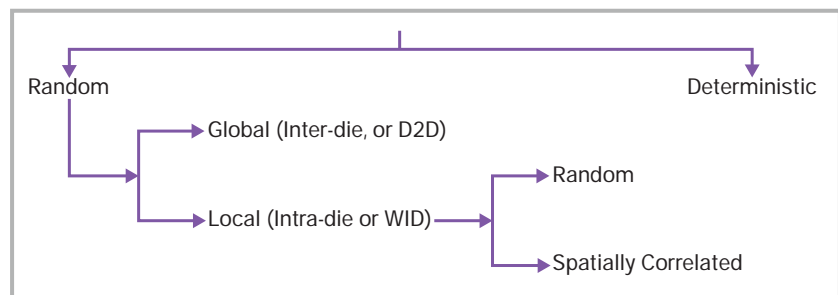 Random
Deterministic
Global (Inter-die, or D2D)
Random
Local (Intra-die or WID)
Spatially Correlated